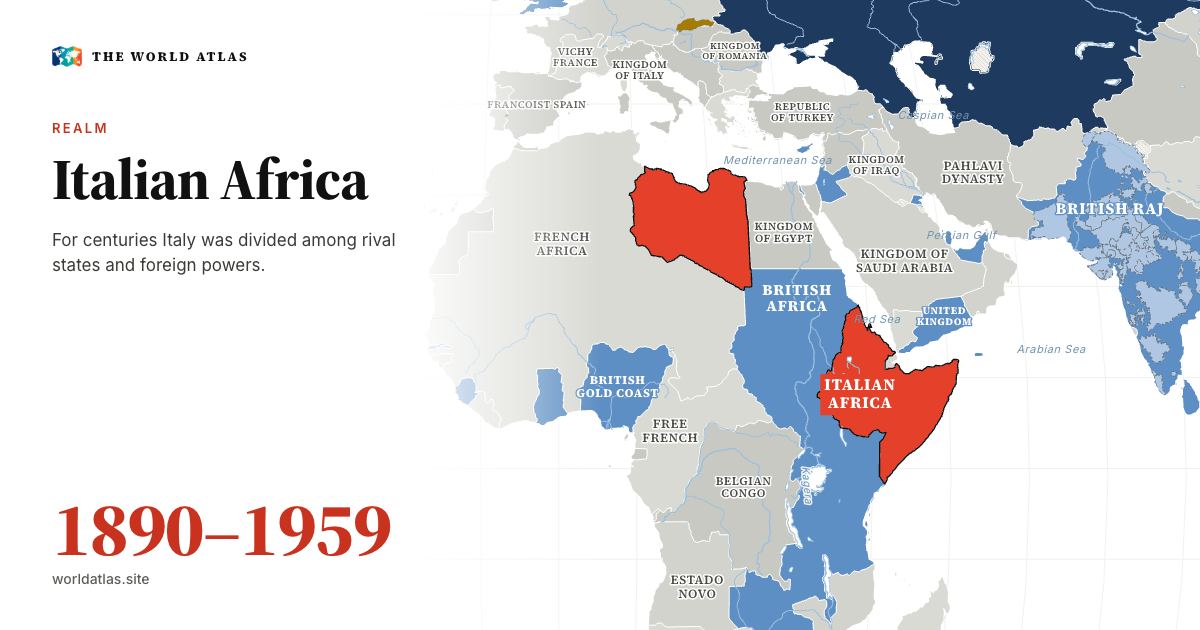 THE WORLD ATLAS
REALM
Italian Africa
For centuries Italy was divided among rival
states and foreign powers.
1890–1959
worldatlas.site
VICHY
FRANCE
KINGDOM
OF ITALY
KINGDOM
OF ROMANIA
FRANCOIST SPAIN
REPUBLIC
OF TURKEY
Caspian Sea
Mediterranean Sea
KINGDOM
OF IRAQ
PAHLAVI
DYNASTY
BRITISH RAJ
FRENCH
AFRICA
KINGDOM
OF EGYPT
Persian Gulf
KINGDOM OF
SAUDI ARABIA
BRITISH
AFRICA
Red Sea
UNITED
KINGDOM
Arabian Sea
BRITISH
GOLD COAST
ITALIAN
AFRICA
FREE
FRENCH
BELGIAN
CONGO
Kagera
ESTADO
NOVO